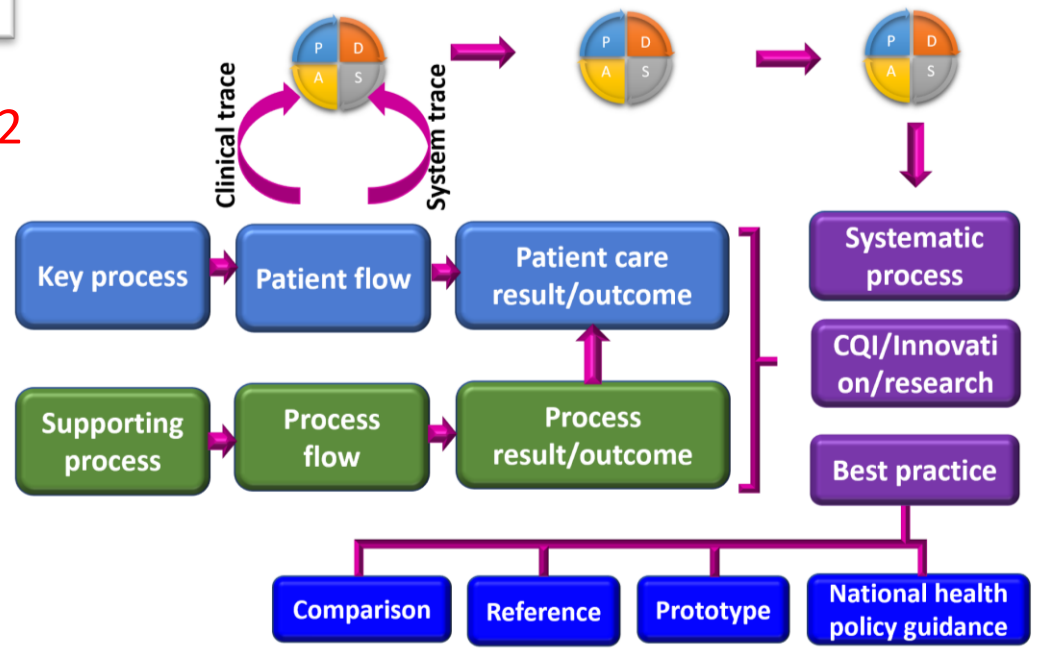 P D
A S
P D
A S
P D
A S
2
Clinical trace
System trace
Key process
Patient flow
Patient care
result/outcome
Supporting
process
Process
flow
Process
result/outcome
Systematic
process
CQI/Innovati
on/research
Best practice
Comparison
Reference
Prototype
National health
policy guidance